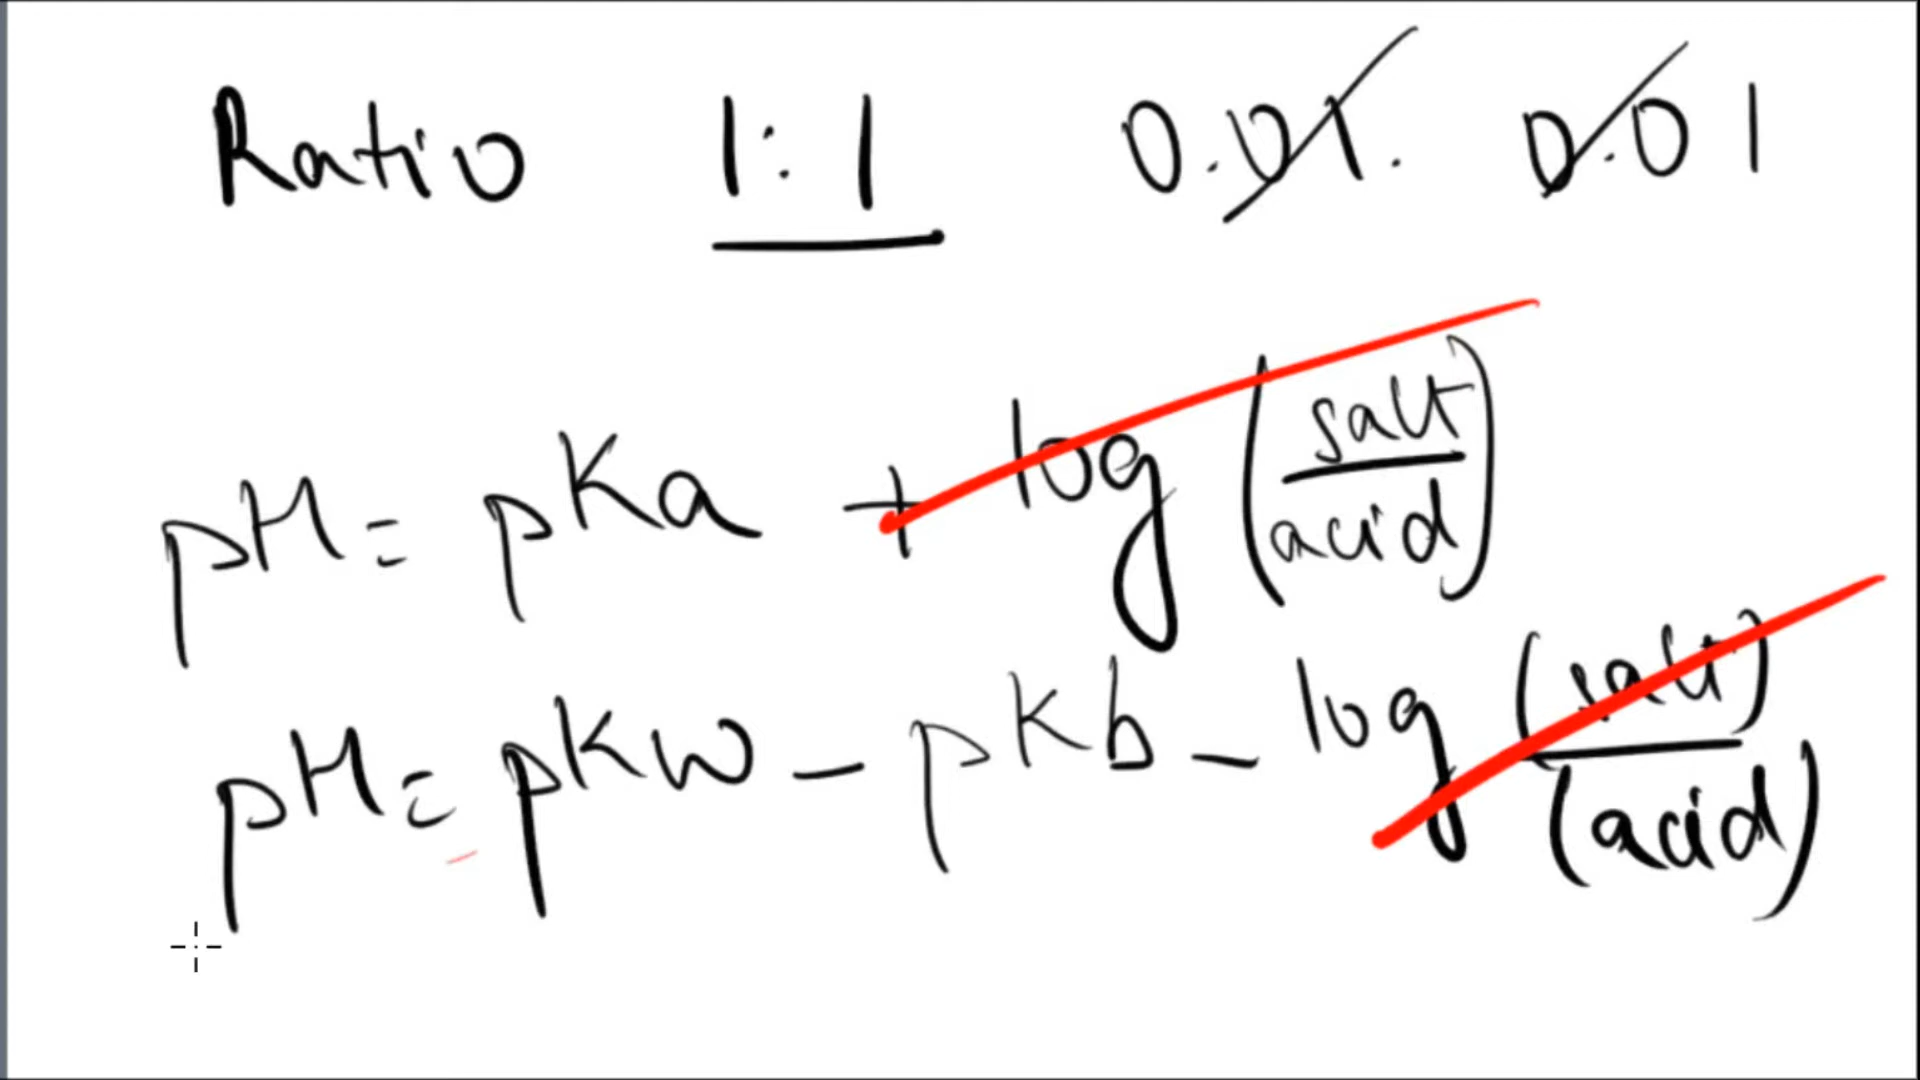 Ratio 1:1 0.01. 0.01
pH = pKa + log (salt/acid)
pH = pKw - pKb - log (salt)/(acid)